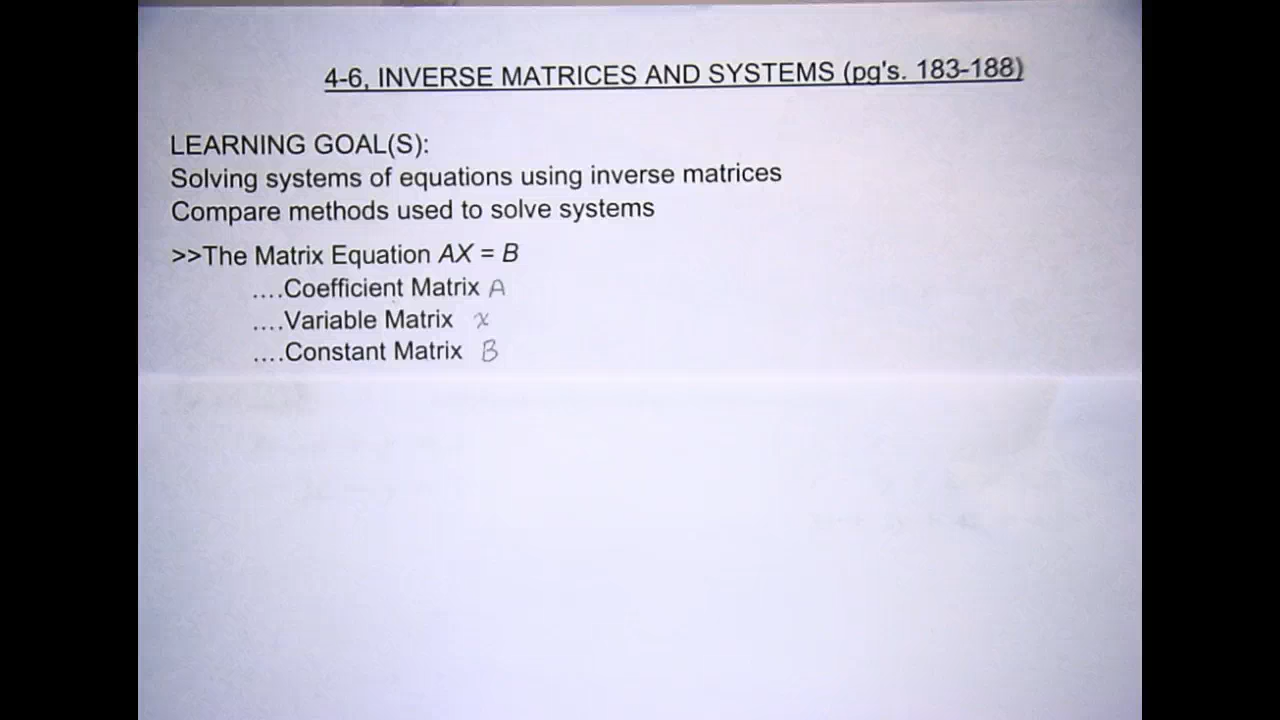 4-6, INVERSE MATRICES AND SYSTEMS (pg's. 183-188)
LEARNING GOAL(S):
Solving systems of equations using inverse matrices
Compare methods used to solve systems
>>The Matrix Equation AX = B
....Coefficient Matrix A
....Variable Matrix x
....Constant Matrix B